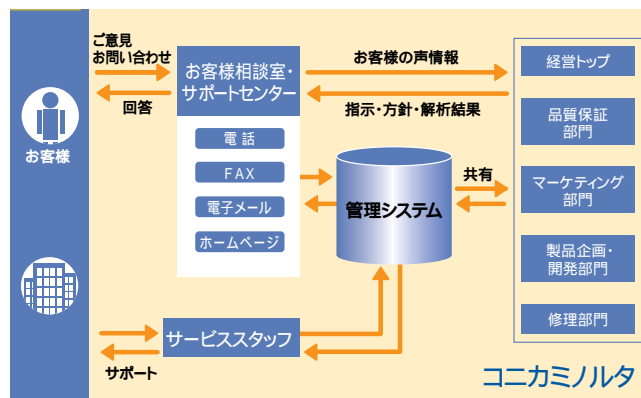 ご意見
お問い合わせ
回答
お客様
お客様相談室・
サポートセンター
電話
FAX
電子メール
ホームページ
お客様の声情報
指示・方針・解析結果
管理システム
共有
経営トップ
品質保証
部門
マーケティング
部門
製品企画・
開発部門
修理部門
サービススタッフ
サポート
コニカミノルタ